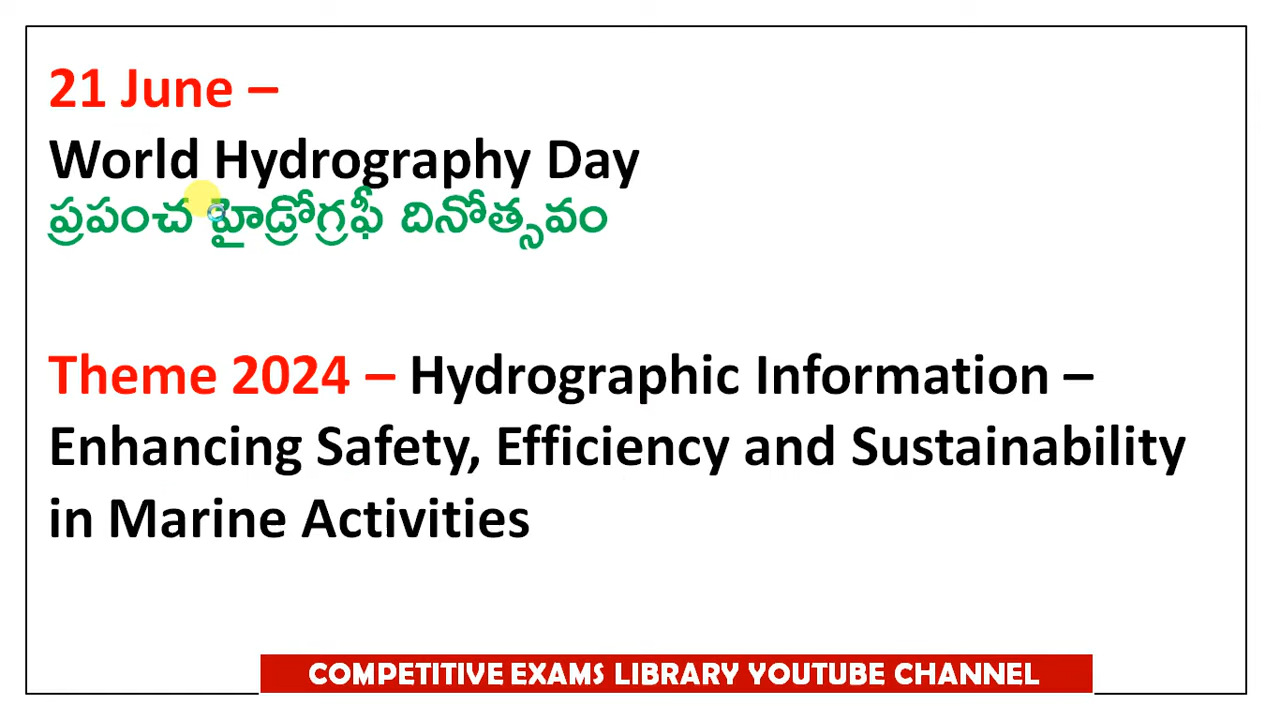 21 June –
World Hydrography Day
ప్రపంచ హైడ్రోగ్రఫీ దినోత్సవం
Theme 2024 – Hydrographic Information –
Enhancing Safety, Efficiency and Sustainability
in Marine Activities
COMPETITIVE EXAMS LIBRARY YOUTUBE CHANNEL